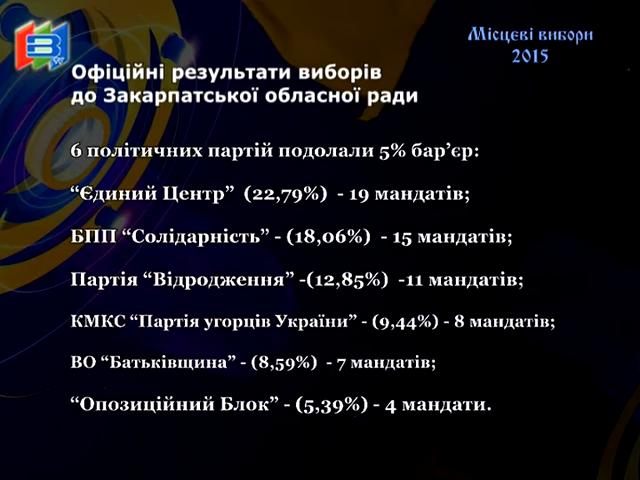 Місцеві вибори
2015
Офіційні результати виборів
до Закарпатської обласної ради
6 політичних партій подолали 5% бар’єр:
“Єдиний Центр”  (22,79%)  - 19 мандатів;
БПП “Солідарність” - (18,06%)  - 15 мандатів;
Партія “Відродження” -(12,85%)  -11 мандатів;
КМКС “Партія угорців України” - (9,44%) - 8 мандатів;
ВО “Батьківщина” - (8,59%)  - 7 мандатів;
“Опозиційний Блок” - (5,39%) - 4 мандати.